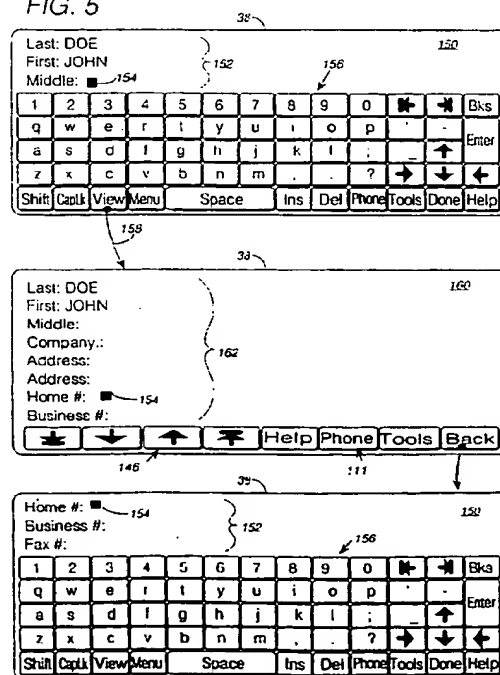 FIG. 5
38
Last: DOE
150
First: JOHN
152
Middle: 154
156
1 2 3 4 5 6 7 8 9 0 Bks
q w e r t y u i o p ' -
Enter
a s d f g h j k l ; _
z x c v b n m , . ?
Shift CapLk View Menu Space Ins Del Phone Tools Done Help
158
38
Last: DOE
160
First: JOHN
Middle:
Company.:
162
Address:
Address:
Home #: 154
Business #:
Help Phone Tools Back
146 111
38
Home #: 154
150
Business #:
152
Fax #:
156
1 2 3 4 5 6 7 8 9 0 Bks
q w e r t y u i o p ' -
Enter
a s d f g h j k l ; _
z x c v b n m , . ?
Shift CapLk View Menu Space Ins Del Phone Tools Done Help